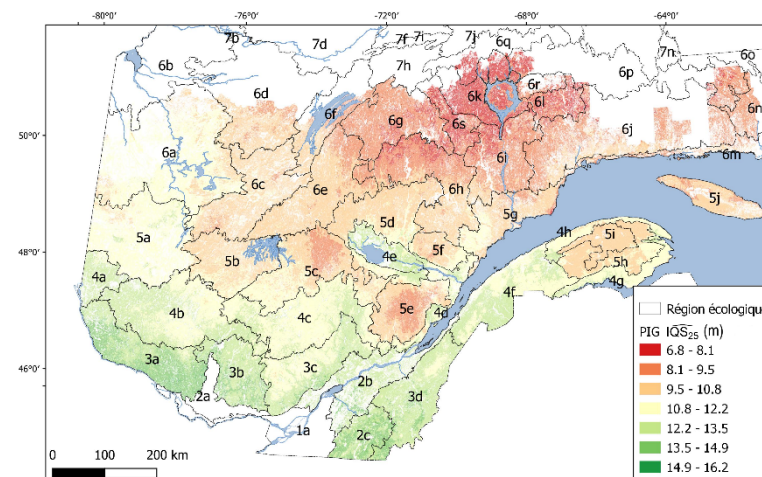 -80°0' -76°0' -72°0' -68°0' -64°0'
7b 7d 7f 7i 7j 6q 7n 6o
6b 7h 6r 6p
6d 6f 6k 6l 6n
50°0' 6a 6g 6s 6j
6i 6m
6c 6e 6h 5j
5a 5d 5g 4h 5i
48°0' 5b 5c 4e 5f 5h
4a 4g
4b 4c 5e 4d 4f
Région écologique
PIG IQS25 (m)
6.8 - 8.1
46°0' 3a 3b 3c 2b 3d
8.1 - 9.5
2a 9.5 - 10.8
1a 2c 10.8 - 12.2
12.2 - 13.5
13.5 - 14.9
0 100 200 km
14.9 - 16.2